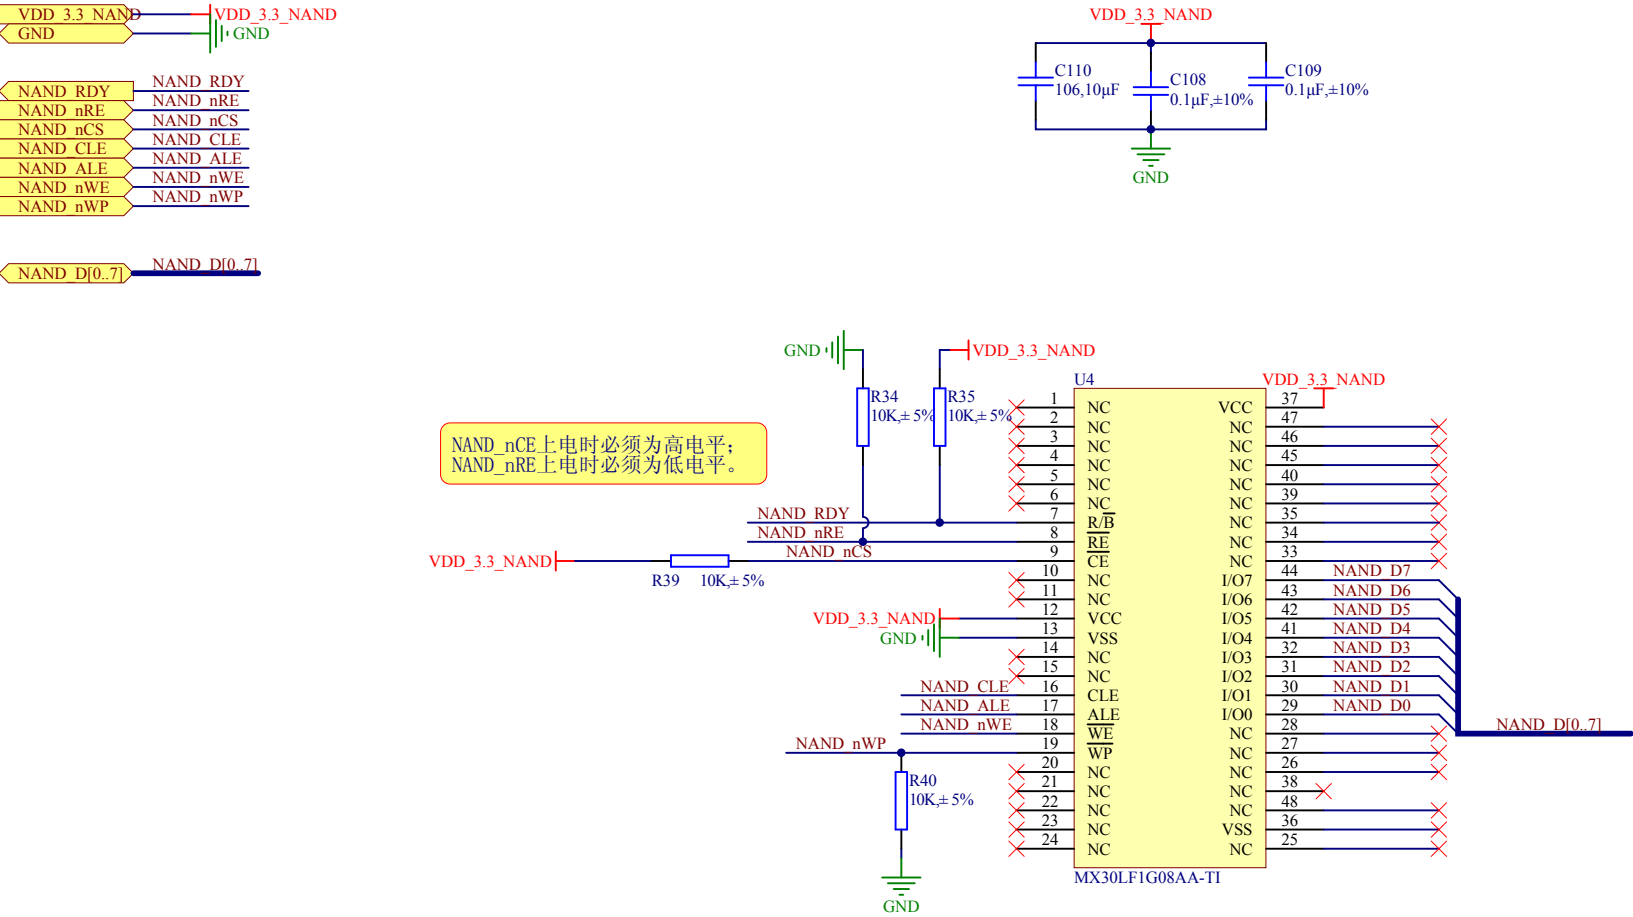 VDD_3.3_NAND
VDD_3.3_NAND
GND
GND
NAND_RDY
NAND_RDY
NAND_nRE
NAND_nRE
NAND_nCS
NAND_nCS
NAND_CLE
NAND_CLE
NAND_ALE
NAND_ALE
NAND_nWE
NAND_nWE
NAND_nWP
NAND_nWP
NAND_D[0..7]
NAND_D[0..7]
VDD_3.3_NAND
C110
106,10μF
C108
0.1μF,±10%
C109
0.1μF,±10%
GND
GND
VDD_3.3_NAND
R34
10K,±5%
R35
10K,±5%
NAND_nCE上电时必须为高电平;
NAND_nRE上电时必须为低电平。
NAND_RDY
NAND_nRE
NAND_nCS
VDD_3.3_NAND
R39 10K,±5%
VDD_3.3_NAND
GND
NAND_CLE
NAND_ALE
NAND_nWE
NAND_nWP
R40
10K,±5%
GND
U4
VDD_3.3_NAND
1 NC VCC 37
2 NC NC 47
3 NC NC 46
4 NC NC 45
5 NC NC 40
6 NC NC 39
7 R/B NC 35
8 RE NC 34
9 CE NC 33
10 NC I/O7 44 NAND_D7
11 NC I/O6 43 NAND_D6
12 VCC I/O5 42 NAND_D5
13 VSS I/O4 41 NAND_D4
14 NC I/O3 32 NAND_D3
15 NC I/O2 31 NAND_D2
16 CLE I/O1 30 NAND_D1
17 ALE I/O0 29 NAND_D0
18 WE NC 28
19 WP NC 27
20 NC NC 26
21 NC NC 38
22 NC NC 48
23 NC VSS 36
24 NC NC 25
MX30LF1G08AA-TI
NAND_D[0..7]